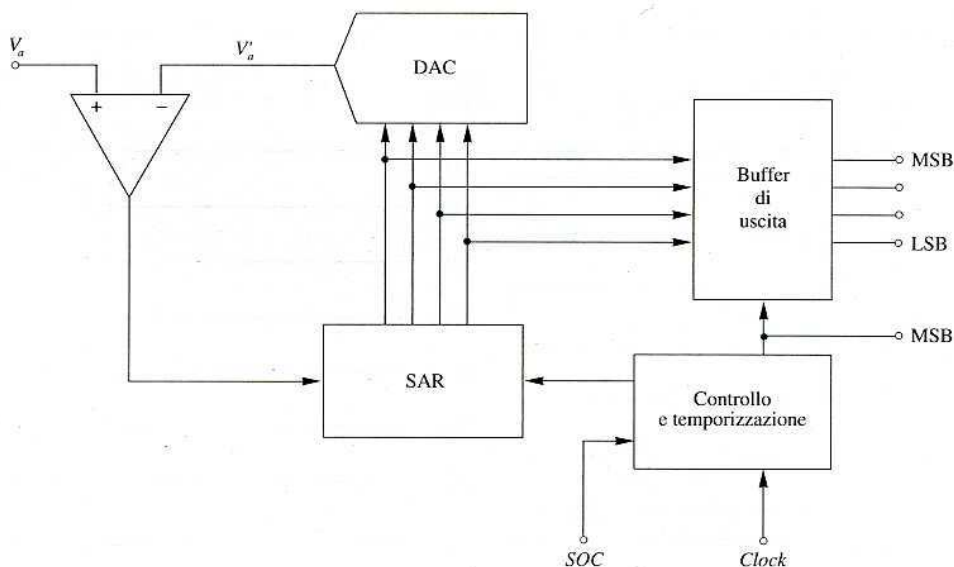 V_a
V'_a
DAC
+
−
Buffer
di
uscita
MSB
LSB
MSB
SAR
Controllo
e temporizzazione
SOC
Clock